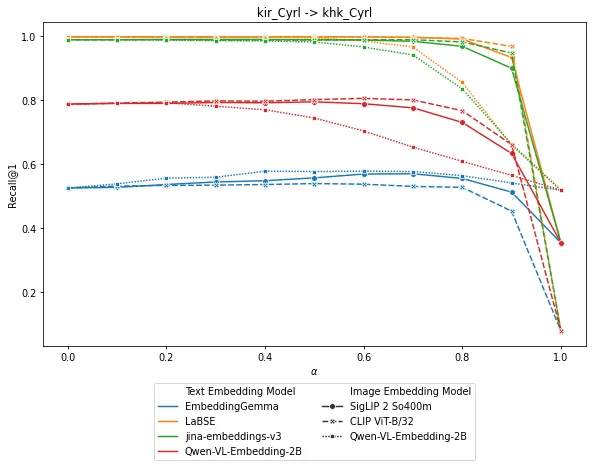 kir_Cyrl -> khk_Cyrl
Recall@1
1.0
0.8
0.6
0.4
0.2
0.0 0.2 0.4 0.6 0.8 1.0
α
Text Embedding Model Image Embedding Model
EmbeddingGemma SigLIP 2 So400m
LaBSE CLIP ViT-B/32
jina-embeddings-v3 Qwen-VL-Embedding-2B
Qwen-VL-Embedding-2B